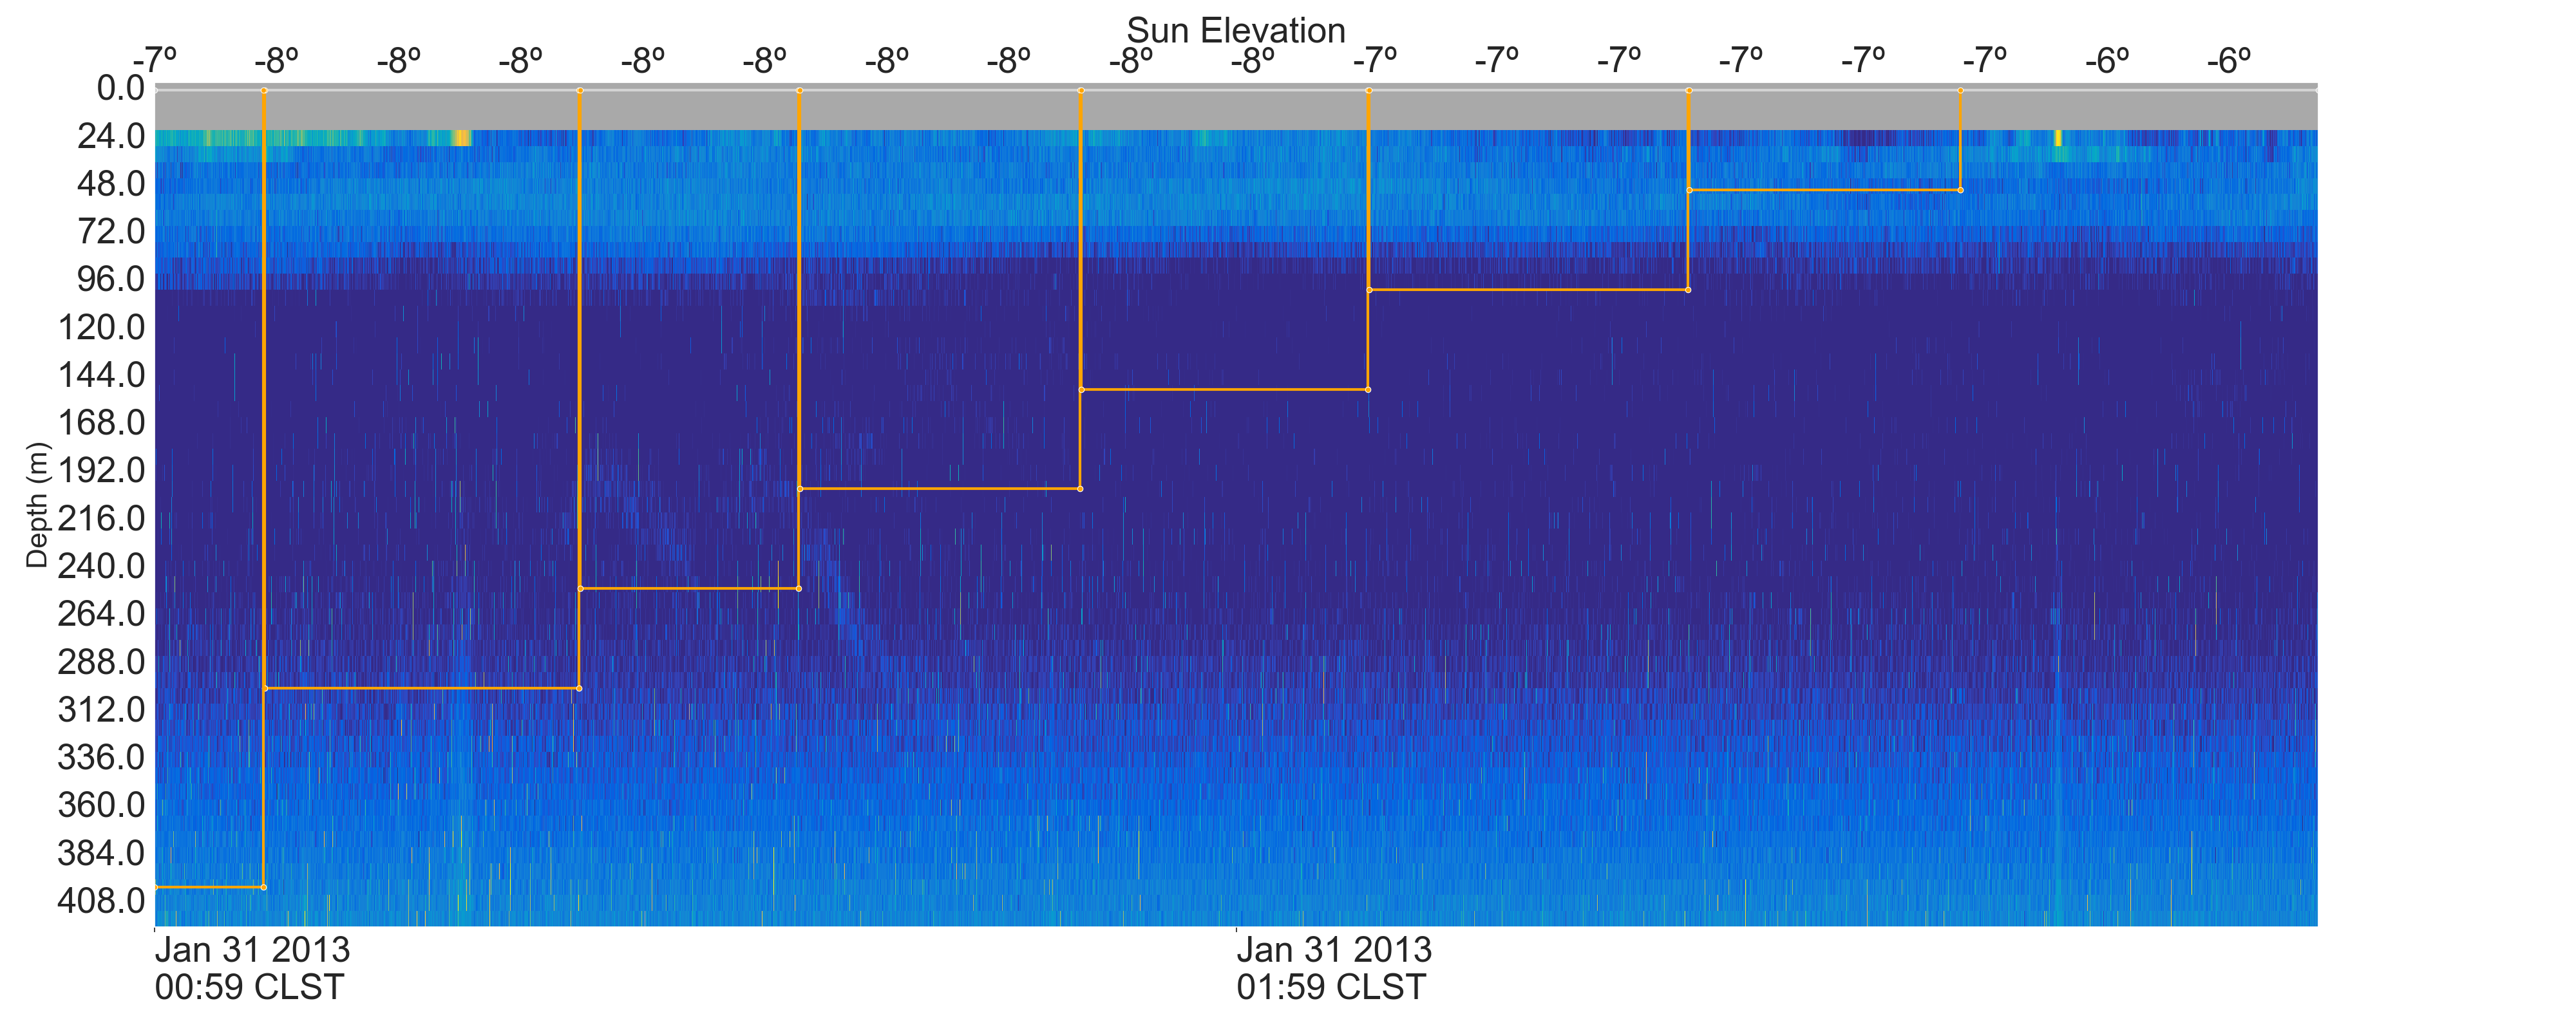 Sun Elevation
-7º -8º -8º -8º -8º -8º -8º -8º -8º -8º -7º -7º -7º -7º -7º -7º -6º -6º
0.0
24.0
48.0
72.0
96.0
120.0
144.0
168.0
192.0
216.0
240.0
264.0
288.0
312.0
336.0
360.0
384.0
408.0
Depth (m)
Jan 31 2013
00:59 CLST
Jan 31 2013
01:59 CLST